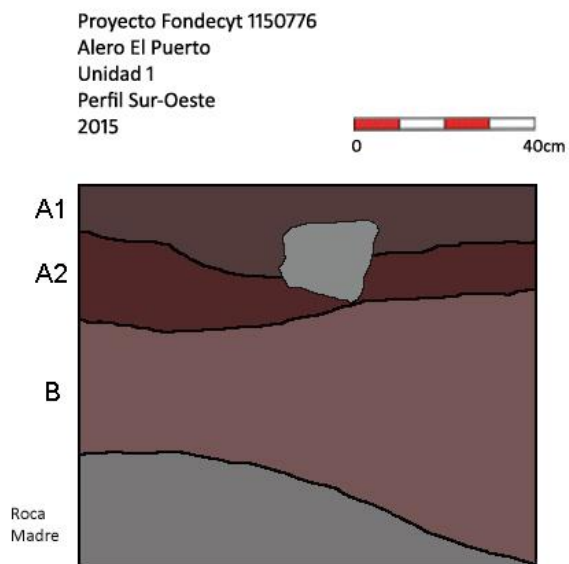 Proyecto Fondecyt 1150776
Alero El Puerto
Unidad 1
Perfil Sur-Oeste
2015
0 40cm
A1
A2
B
Roca
Madre